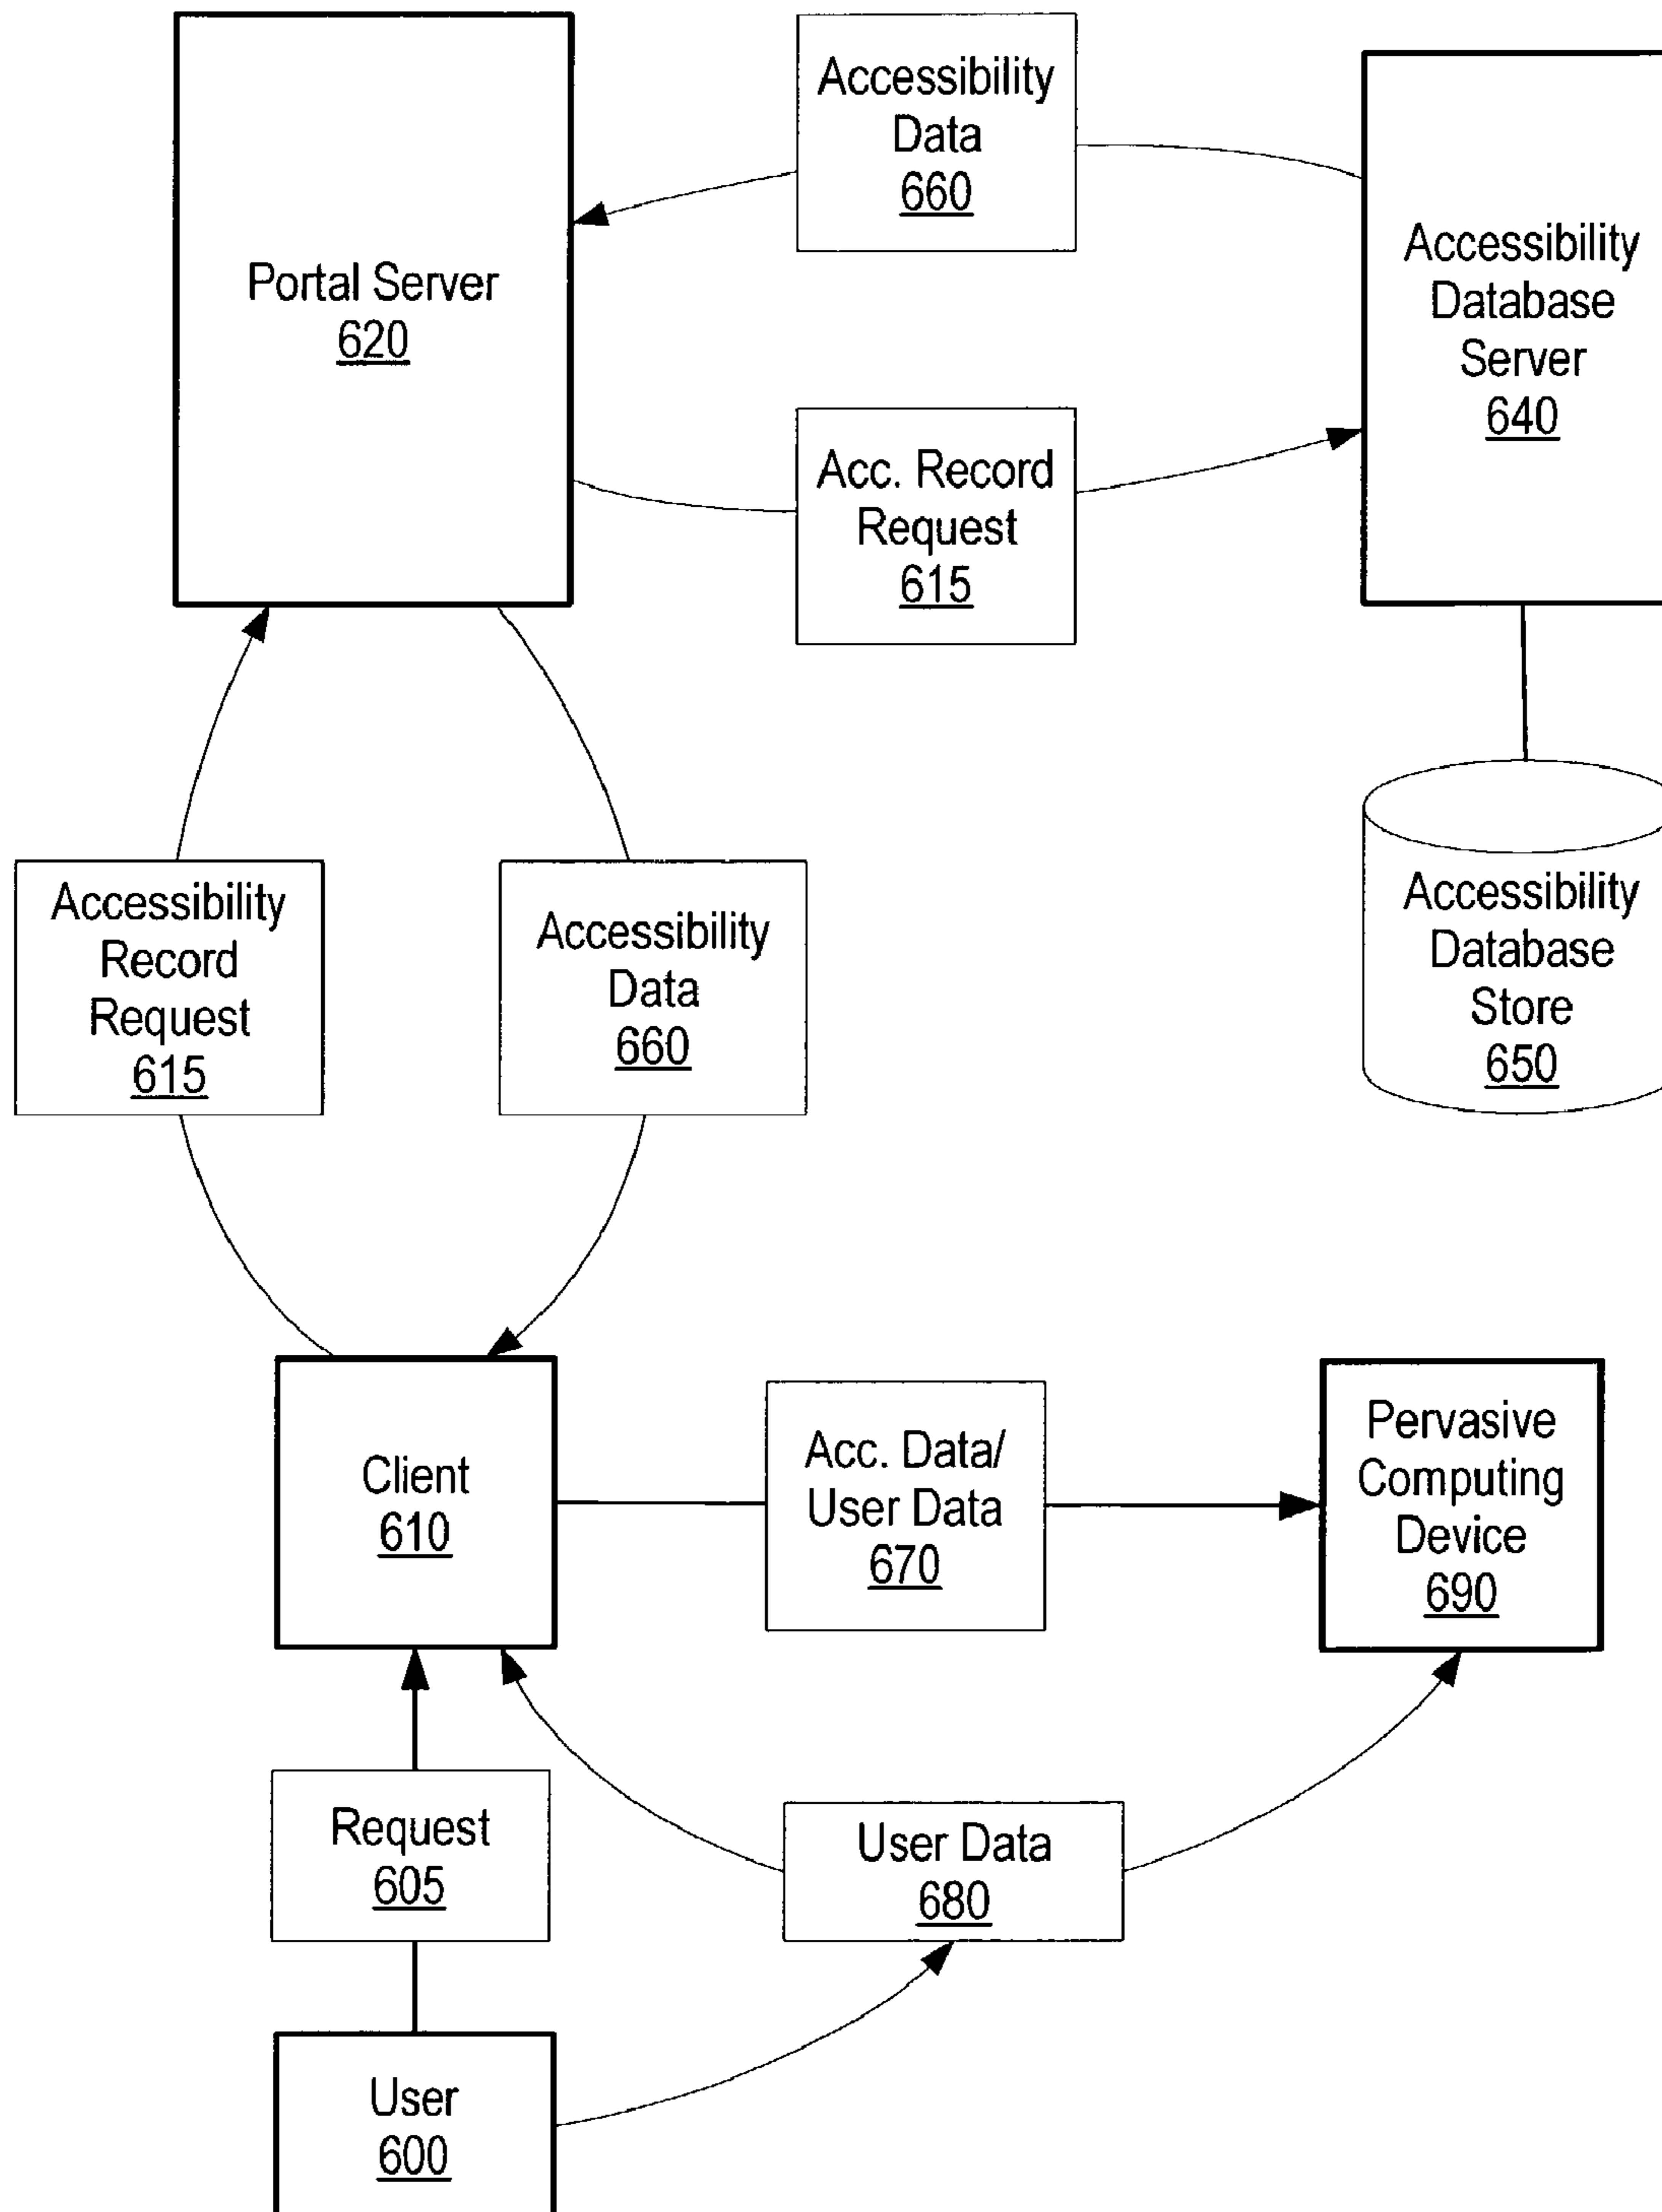 Portal Server
620
Accessibility
Data
660
Accessibility
Database
Server
640
Acc. Record
Request
615
Accessibility
Record
Request
615
Accessibility
Data
660
Accessibility
Database
Store
650
Client
610
Acc. Data/
User Data
670
Pervasive
Computing
Device
690
Request
605
User Data
680
User
600